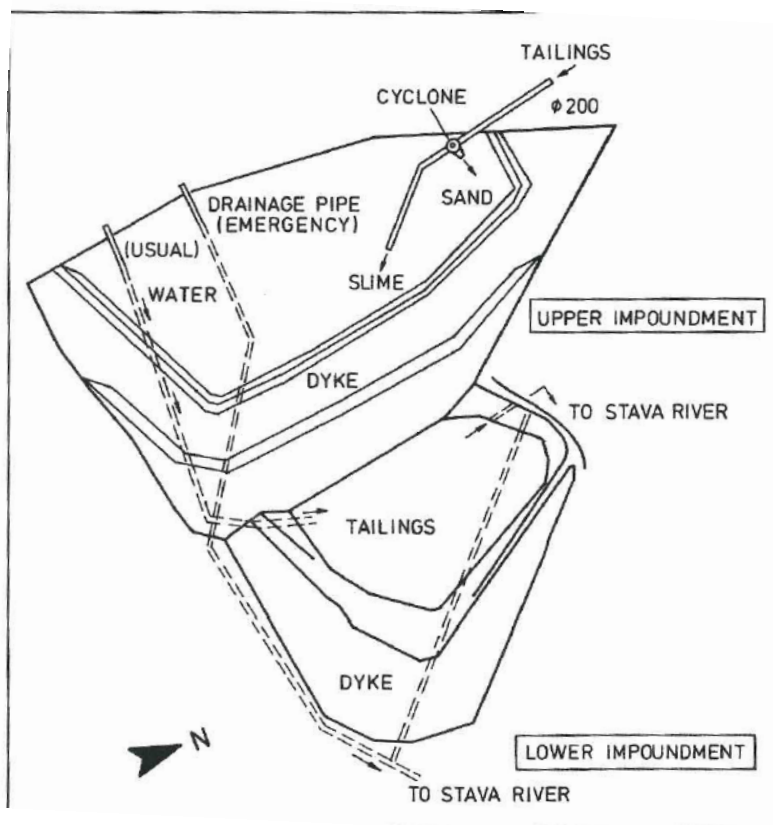 TAILINGS
CYCLONE
ϕ200
DRAINAGE PIPE
(EMERGENCY)
SAND
(USUAL)
SLIME
WATER
UPPER IMPOUNDMENT
DYKE
TO STAVA RIVER
TAILINGS
DYKE
N
LOWER IMPOUNDMENT
TO STAVA RIVER